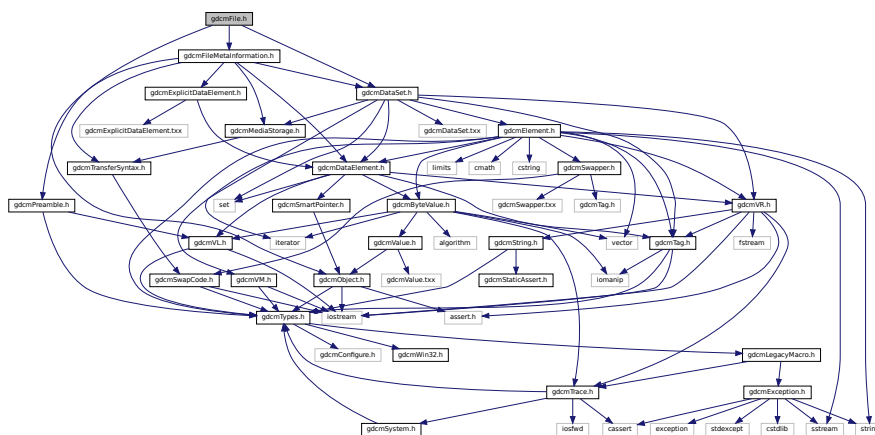 gdcmFile.h
gdcmFileMetaInformation.h
gdcmExplicitDataElement.h
gdcmDataSet.h
gdcmExplicitDataElement.txx
gdcmMediaStorage.h
gdcmDataSet.txx
gdcmElement.h
gdcmTransferSyntax.h
gdcmDataElement.h
limits
cmath
cstring
gdcmSwapper.h
gdcmPreamble.h
set
gdcmSmartPointer.h
gdcmByteValue.h
gdcmSwapper.txx
gdcmTag.h
gdcmVR.h
gdcmVL.h
iterator
gdcmValue.h
algorithm
gdcmString.h
vector
gdcmTag.h
fstream
gdcmSwapCode.h
gdcmVM.h
gdcmObject.h
gdcmValue.txx
gdcmStaticAssert.h
iomanip
gdcmTypes.h
iostream
assert.h
gdcmConfigure.h
gdcmWin32.h
gdcmLegacyMacro.h
gdcmTrace.h
gdcmException.h
gdcmSystem.h
iosfwd
cassert
exception
stdexcept
cstdlib
sstream